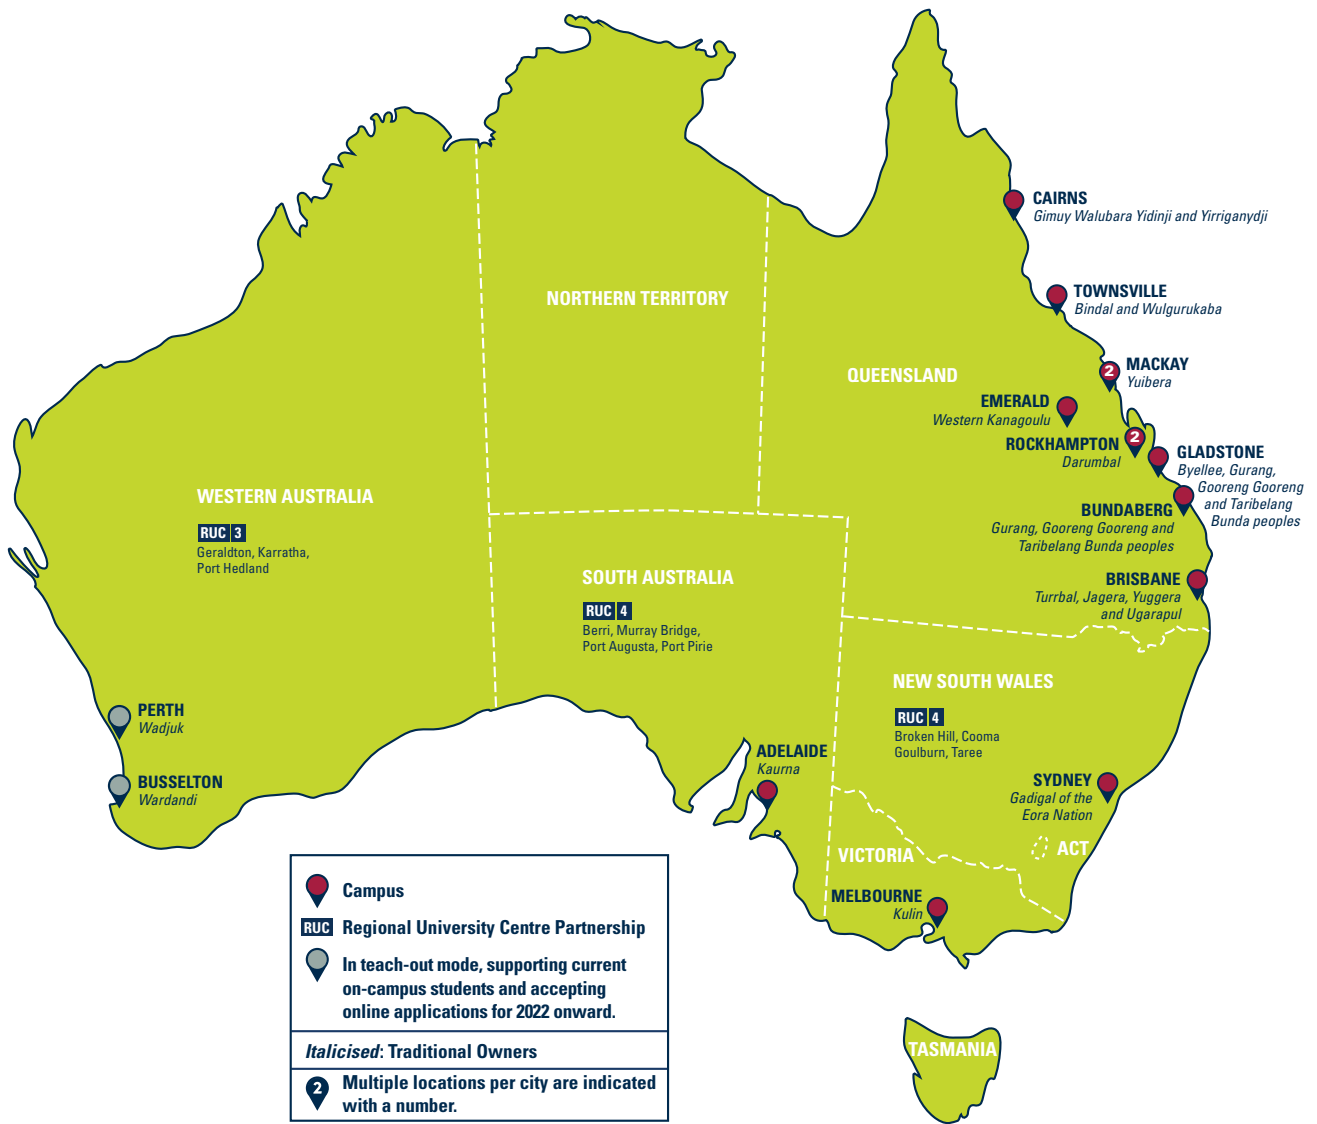 CAIRNS
Gimuy Walubara Yidinji and Yirriganydji
TOWNSVILLE
Bindal and Wulgurukaba
NORTHERN TERRITORY
QUEENSLAND
2
MACKAY
Yuibera
EMERALD
Western Kanagoulu
ROCKHAMPTON
2
Darumbal
GLADSTONE
Byellee, Gurang,
Gooreng Gooreng
and Taribelang
Bunda peoples
BUNDABERG
Gurang, Gooreng Gooreng and
Taribelang Bunda peoples
BRISBANE
Turrbal, Jagera, Yuggera
and Ugarapul
WESTERN AUSTRALIA
RUC 3
Geraldton, Karratha,
Port Hedland
SOUTH AUSTRALIA
RUC 4
Berri, Murray Bridge,
Port Augusta, Port Pirie
NEW SOUTH WALES
RUC 4
Broken Hill, Cooma
Goulburn, Taree
PERTH
Wadjuk
BUSSELTON
Wardandi
ADELAIDE
Kaurna
SYDNEY
Gadigal of the
Eora Nation
ACT
VICTORIA
MELBOURNE
Kulin
TASMANIA
Campus
RUC Regional University Centre Partnership
In teach-out mode, supporting current
on-campus students and accepting
online applications for 2022 onward.
Italicised: Traditional Owners
2 Multiple locations per city are indicated
with a number.